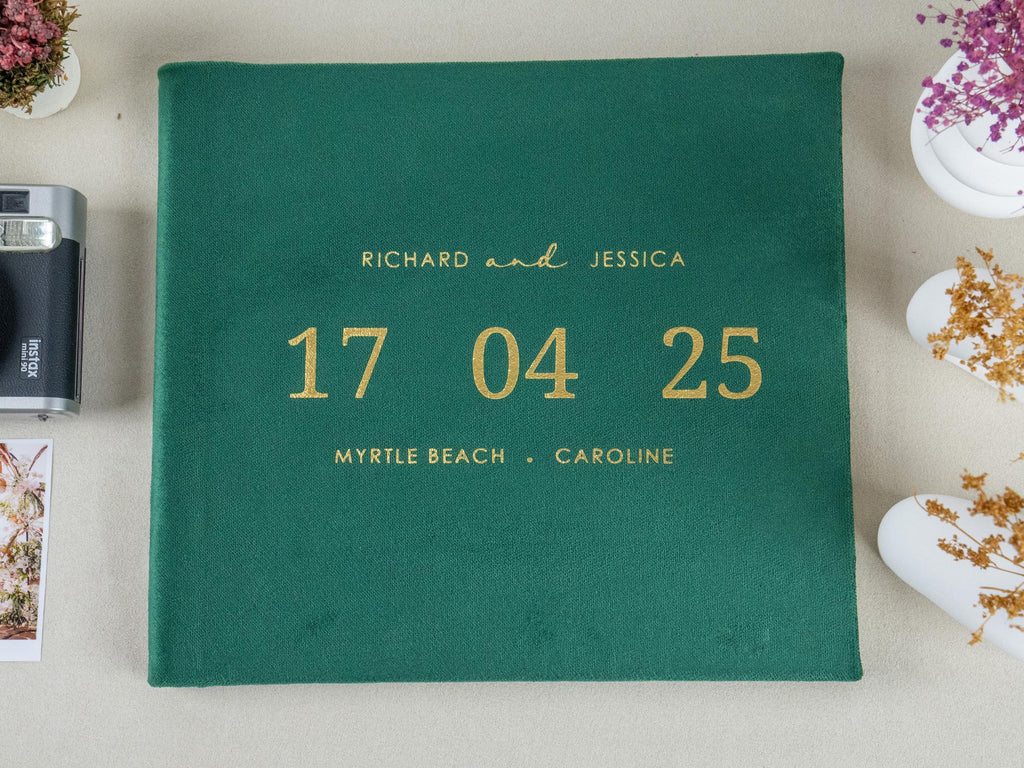 RICHARD and JESSICA
17 04 25
MYRTLE BEACH . CAROLINE
instax
mini 90